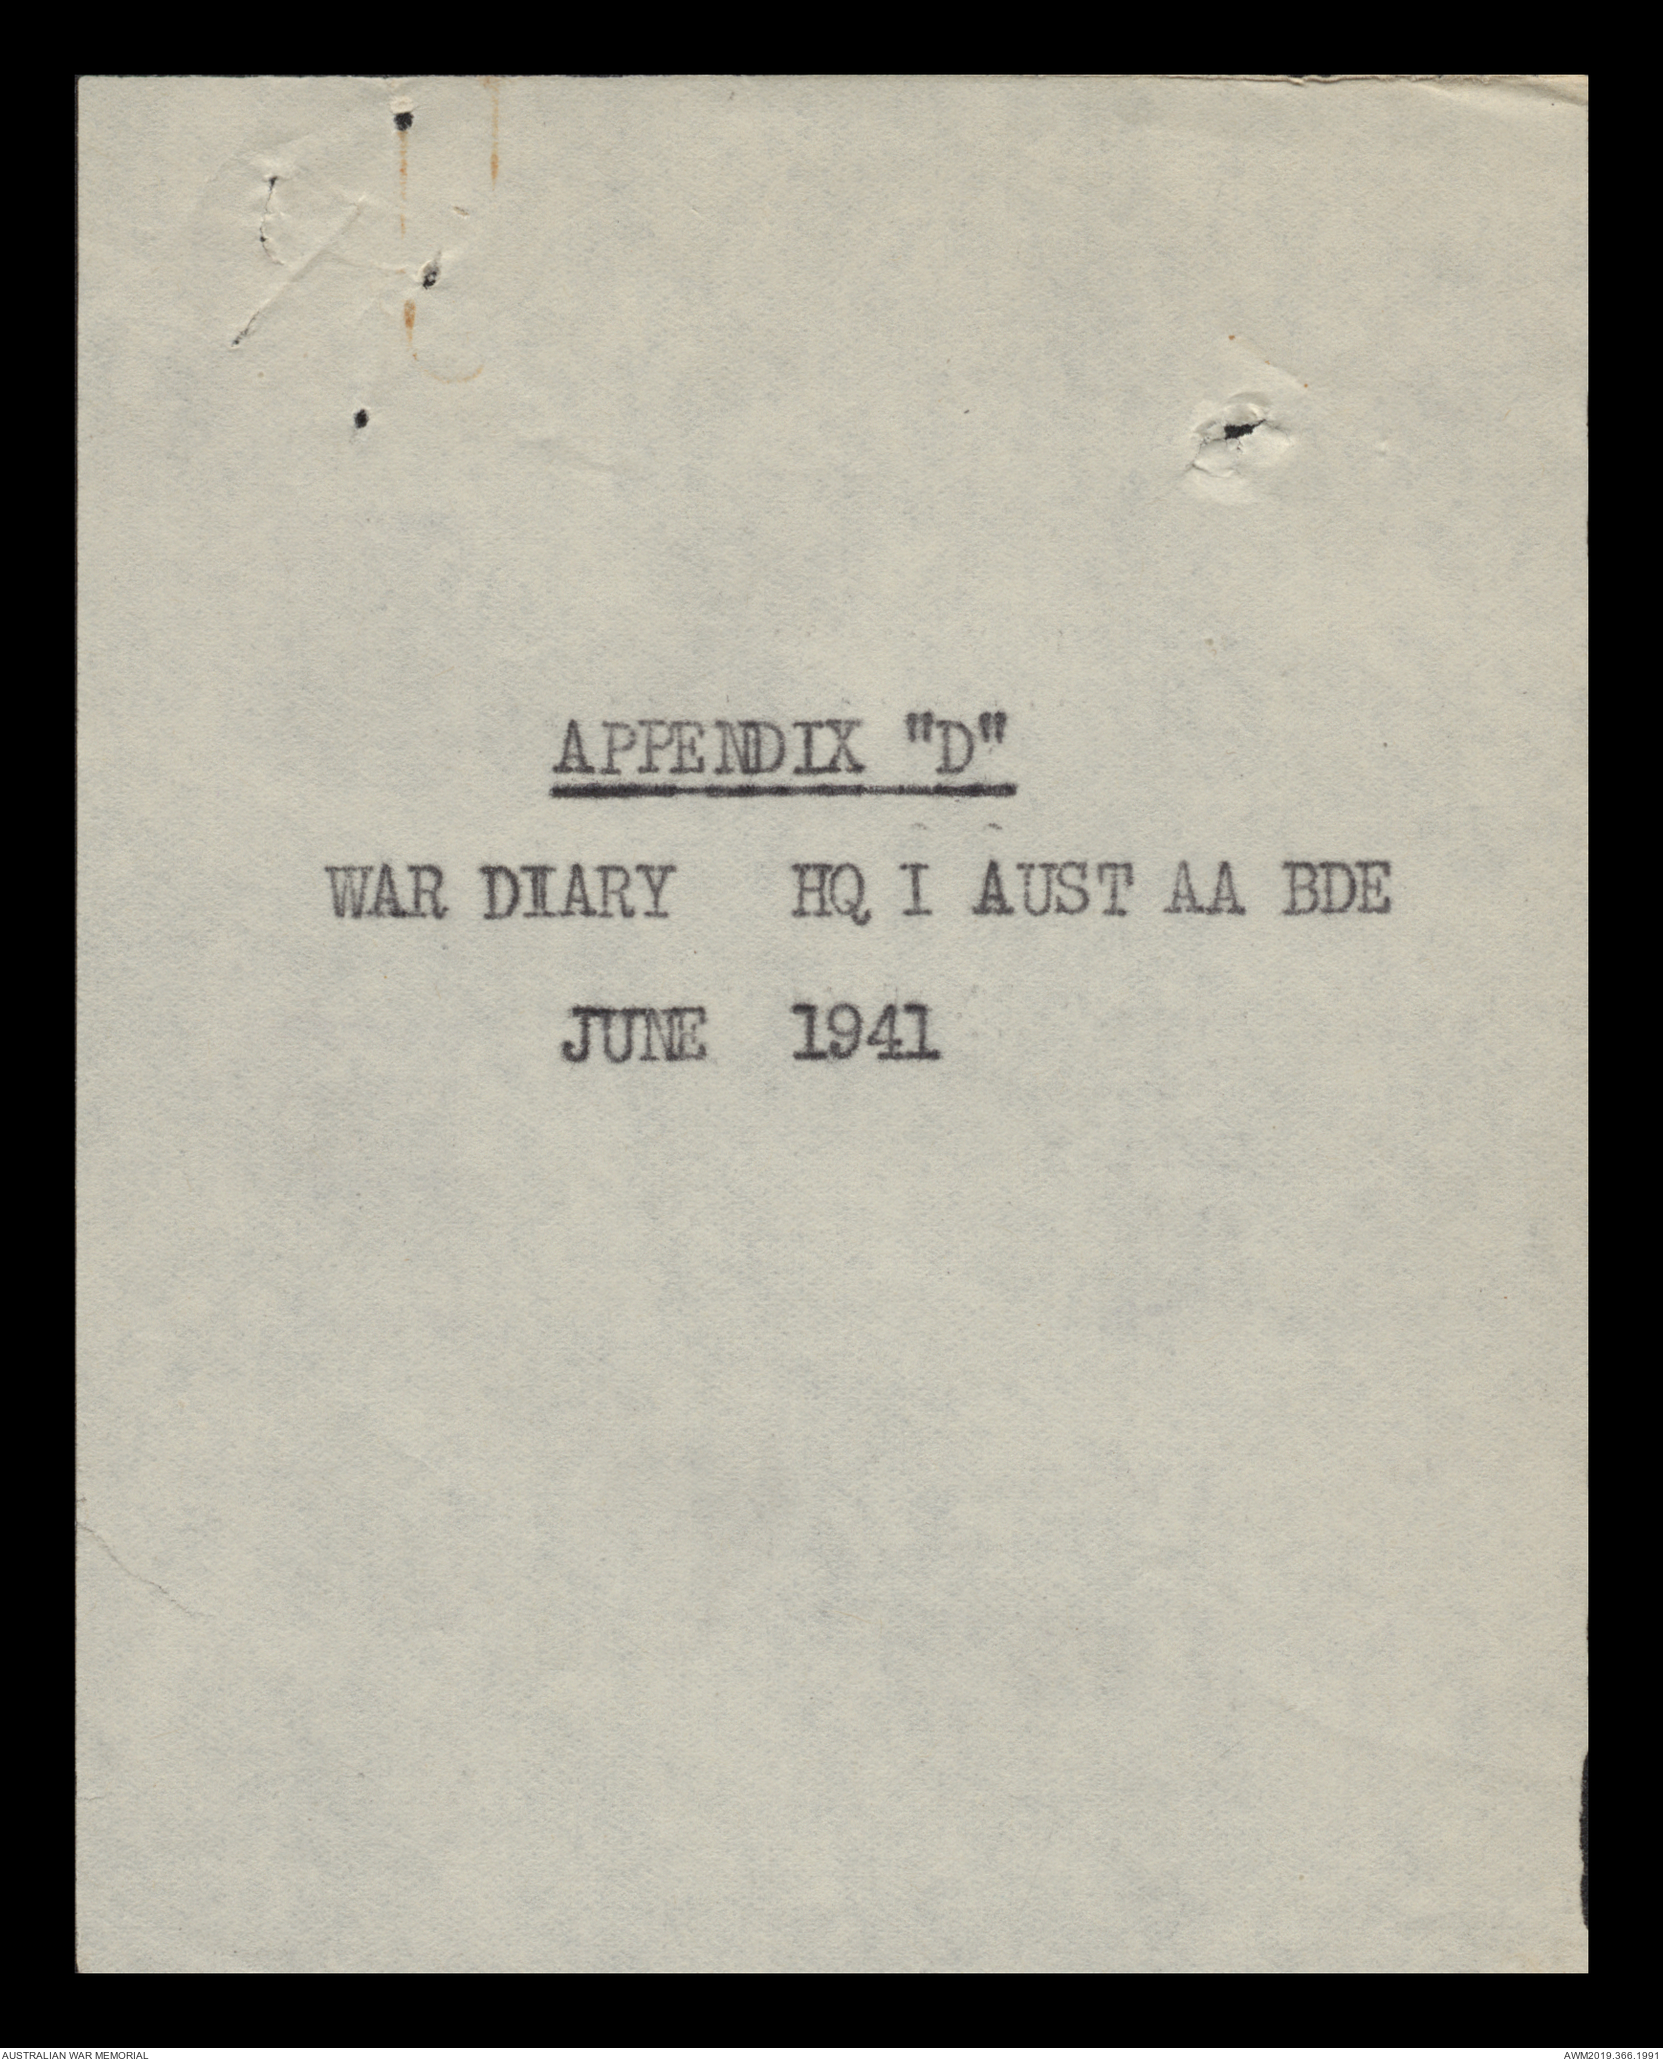 APPENDIX "D"
WAR DIARY HQ I AUST AA BDE
JUNE 1941
AUSTRALIAN WAR MEMORIAL
AWM2019.366.1991